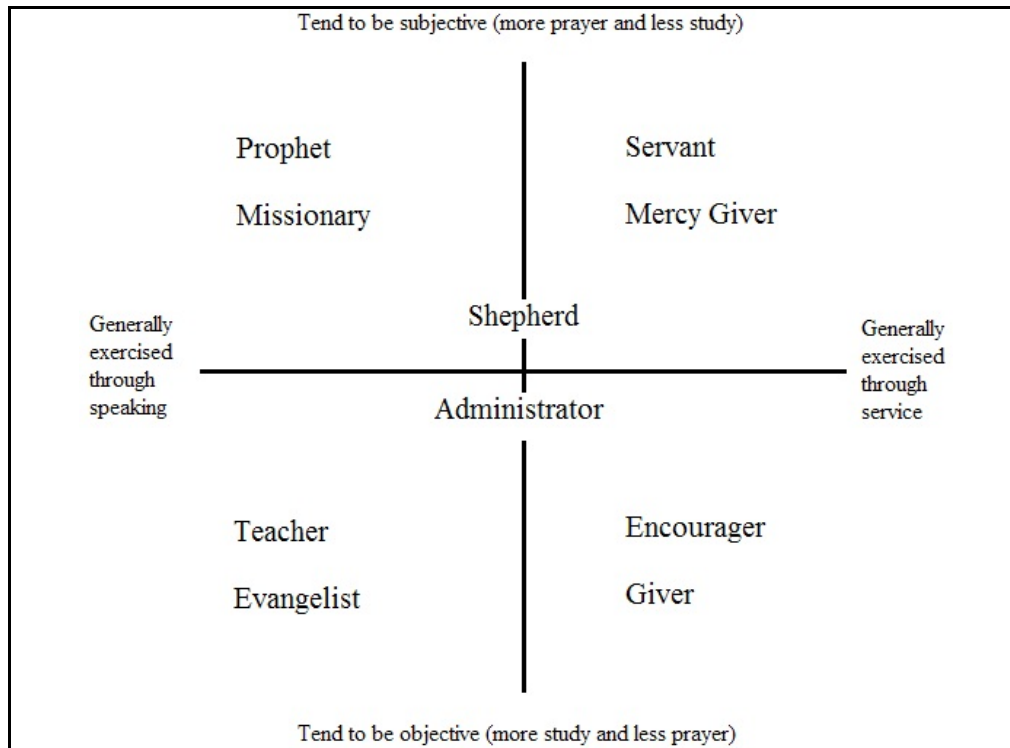 Tend to be subjective (more prayer and less study)
Prophet
Servant
Missionary
Mercy Giver
Shepherd
Generally
exercised
through
speaking
Generally
exercised
through
service
Administrator
Teacher
Encourager
Evangelist
Giver
Tend to be objective (more study and less prayer)